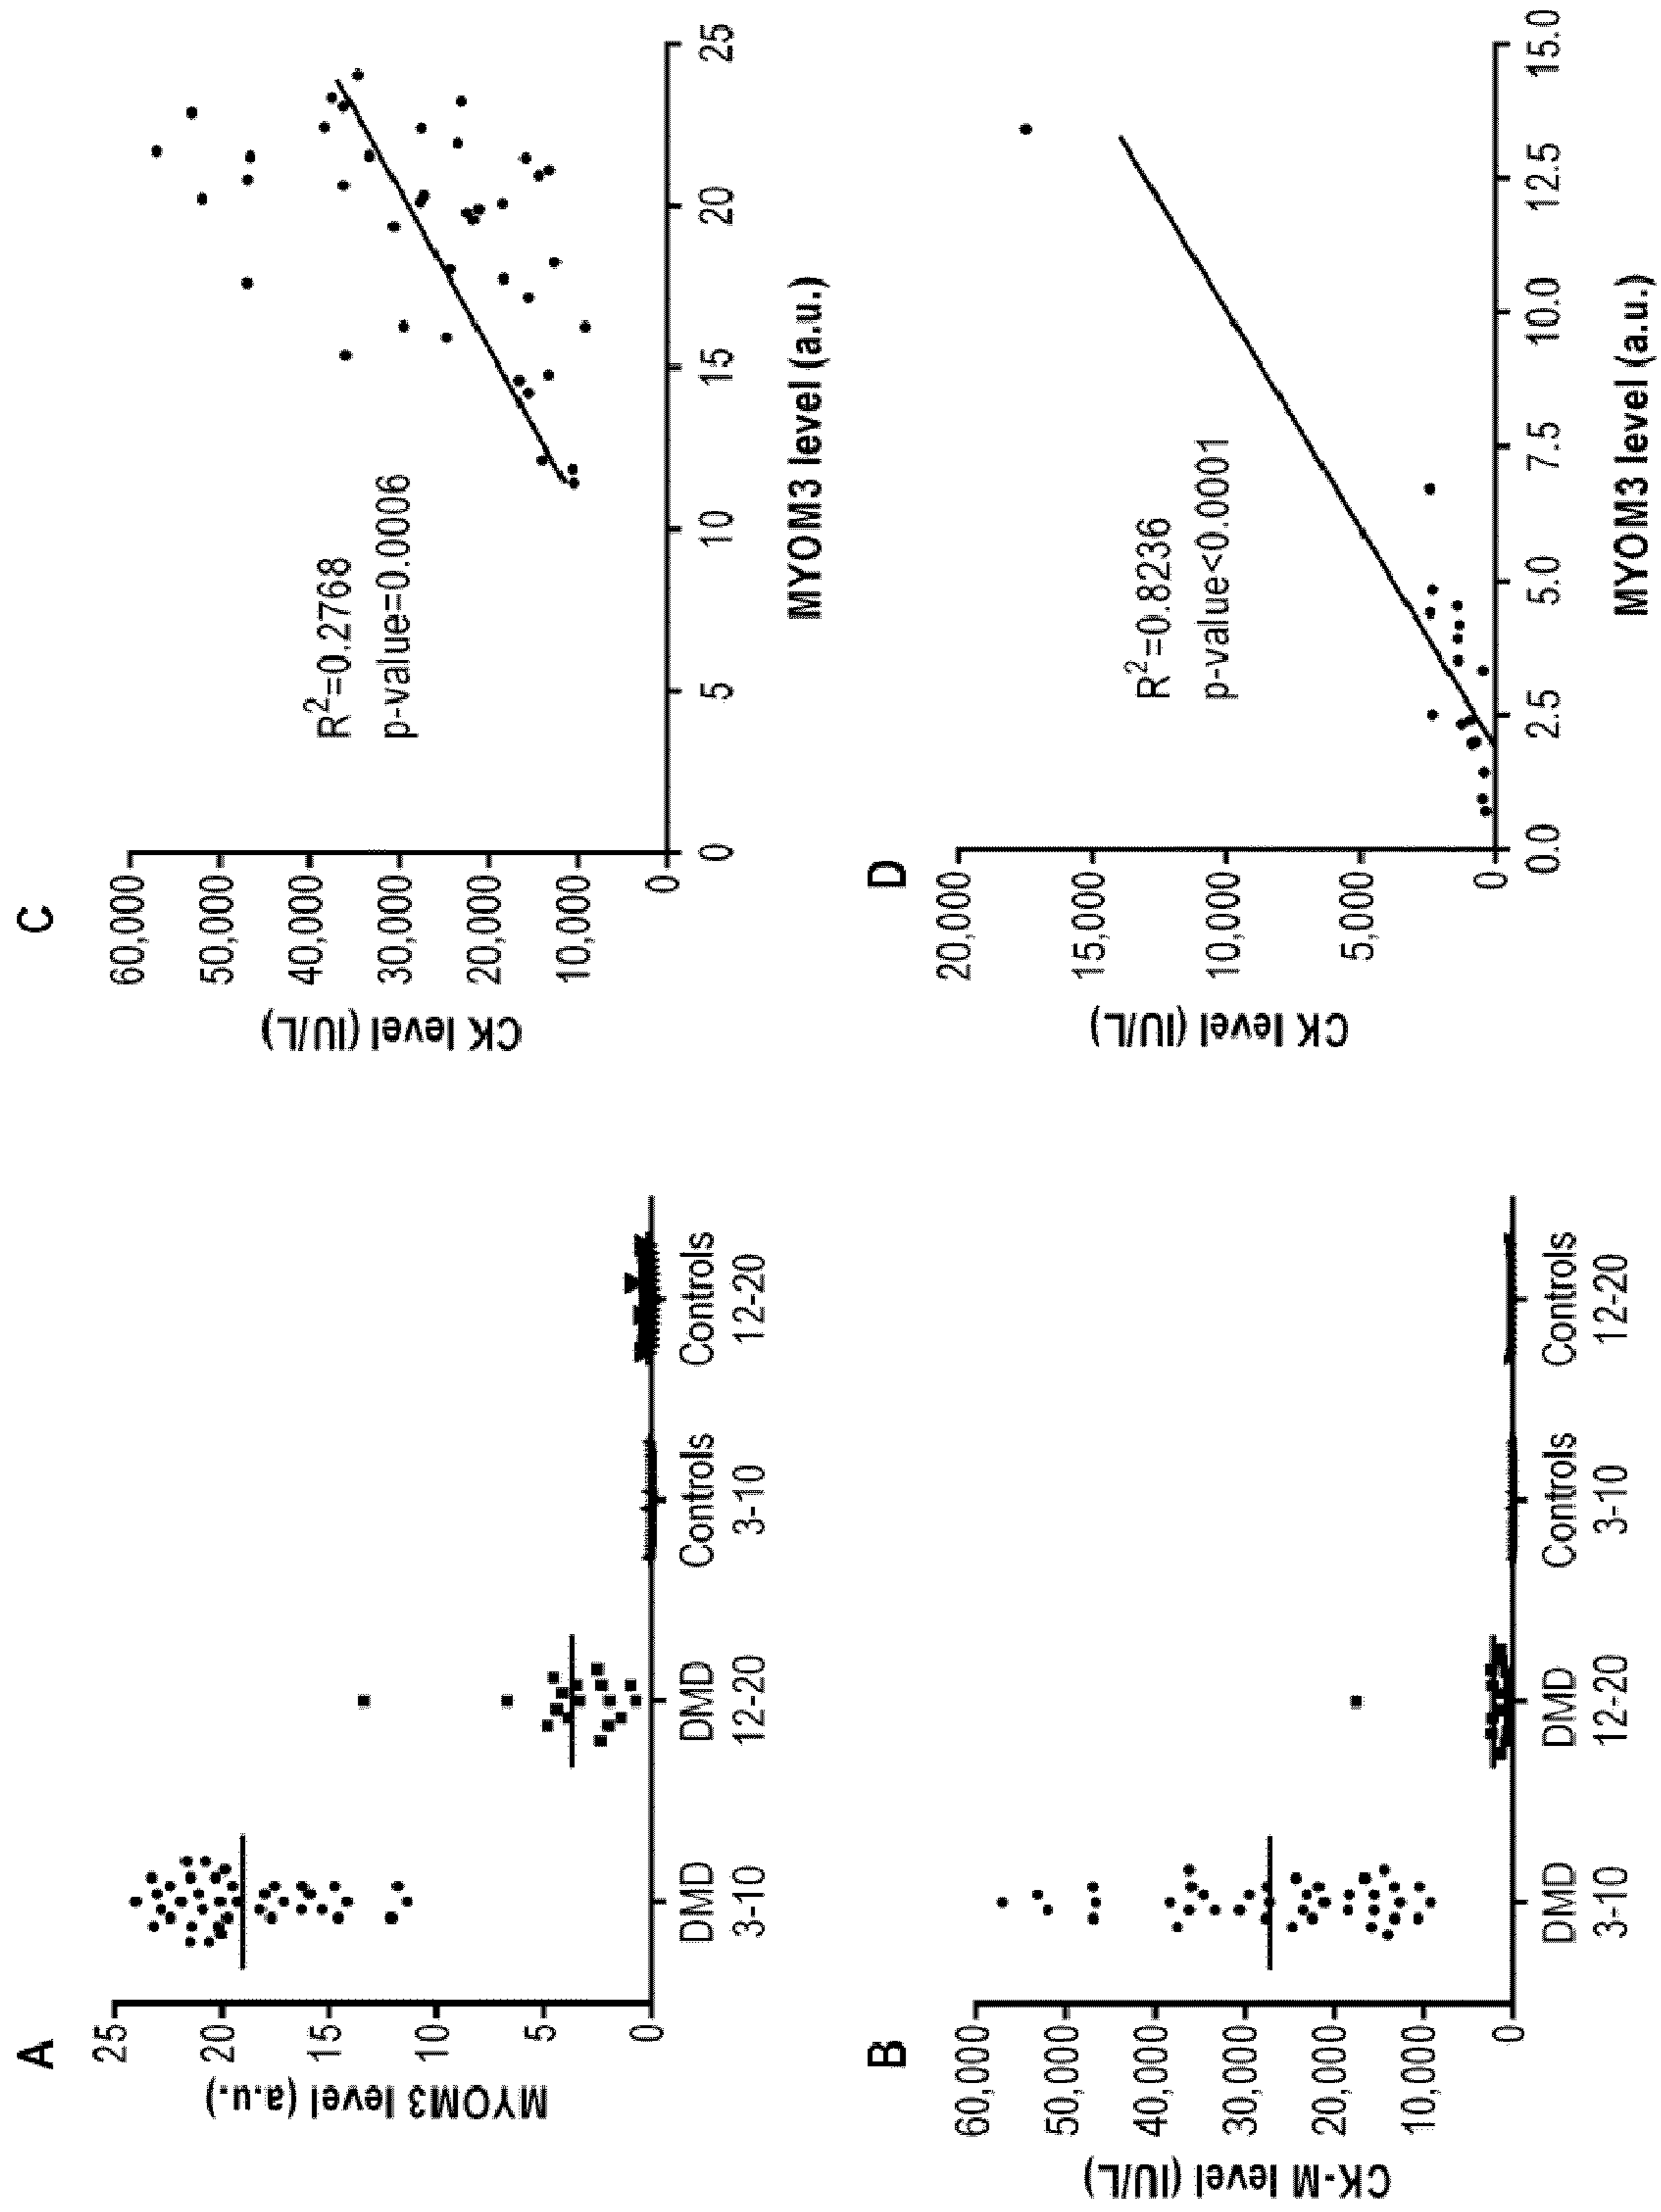 A
MYOM3 level (a.u.)
25
20
15
10
5
0
DMD
3-10
DMD
12-20
Controls
3-10
Controls
12-20
B
CK-M level (IU/L)
60,000
50,000
40,000
30,000
20,000
10,000
0
DMD
3-10
DMD
12-20
Controls
3-10
Controls
12-20
C
CK level (IU/L)
60,000
50,000
40,000
30,000
20,000
10,000
0
R²=0.2768
p-value=0.0006
0 5 10 15 20 25
MYOM3 level (a.u.)
D
CK level (IU/L)
20,000
15,000
10,000
5,000
0
R²=0.8236
p-value<0.0001
0.0 2.5 5.0 7.5 10.0 12.5 15.0
MYOM3 level (a.u.)